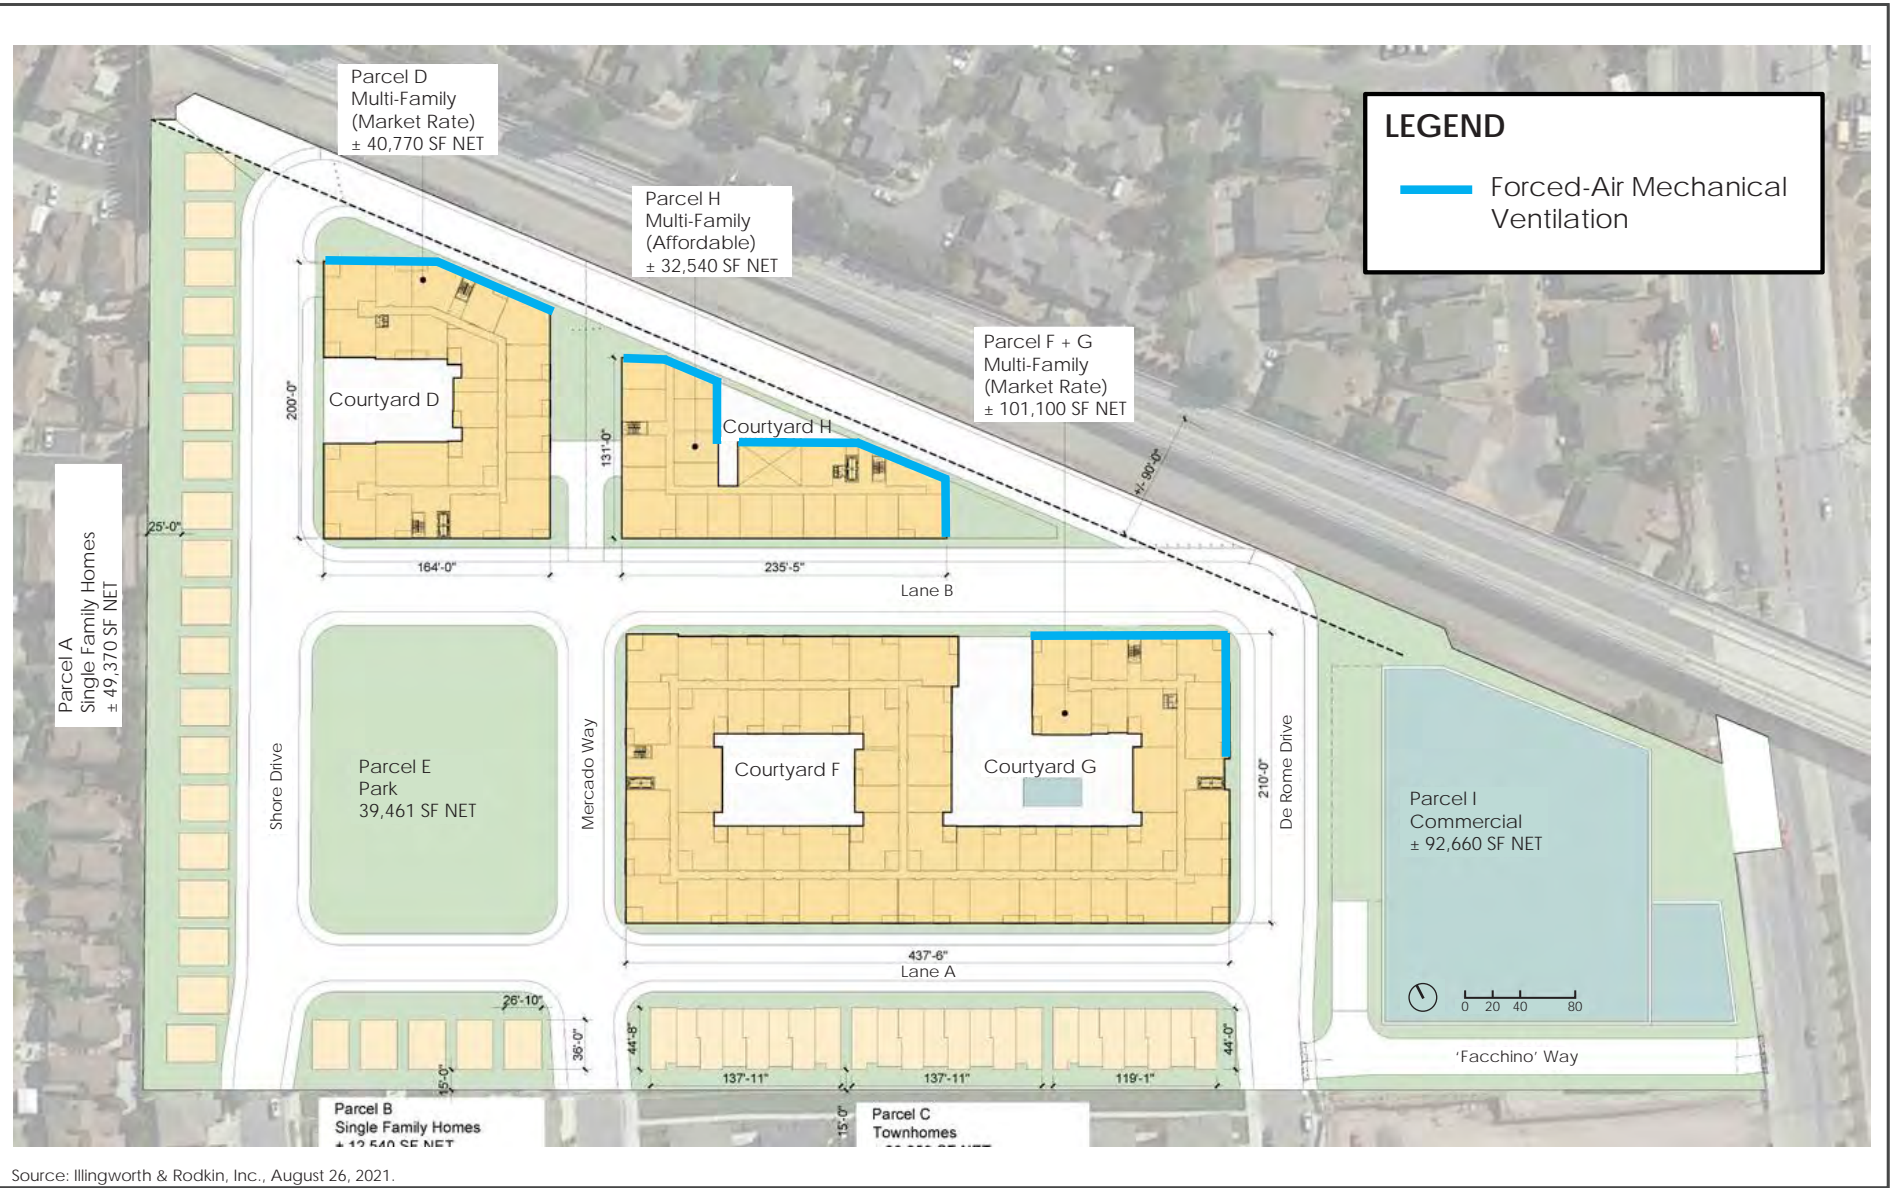 Parcel D
Multi-Family
(Market Rate)
± 40,770 SF NET
Parcel H
Multi-Family
(Affordable)
± 32,540 SF NET
Parcel F + G
Multi-Family
(Market Rate)
± 101,100 SF NET
LEGEND
Forced-Air Mechanical
Ventilation
Courtyard D
Courtyard H
200'-0"
131'-0"
+/- 90'-0"
25'-0"
Parcel A
Single Family Homes
± 49,370 SF NET
164'-0"
235'-5"
Lane B
Shore Drive
Parcel E
Park
39,461 SF NET
Mercado Way
Courtyard F
Courtyard G
210'-0"
De Rome Drive
Parcel I
Commercial
± 92,660 SF NET
437'-6"
Lane A
26'-10"
36'-0"
44'-8"
44'-0"
0 20 40 80
'Facchino' Way
15'-0"
137'-11"
137'-11"
119'-1"
Parcel B
Single Family Homes
± 12,540 SF NET
15'-0"
Parcel C
Townhomes
Source: Illingworth & Rodkin, Inc., August 26, 2021.